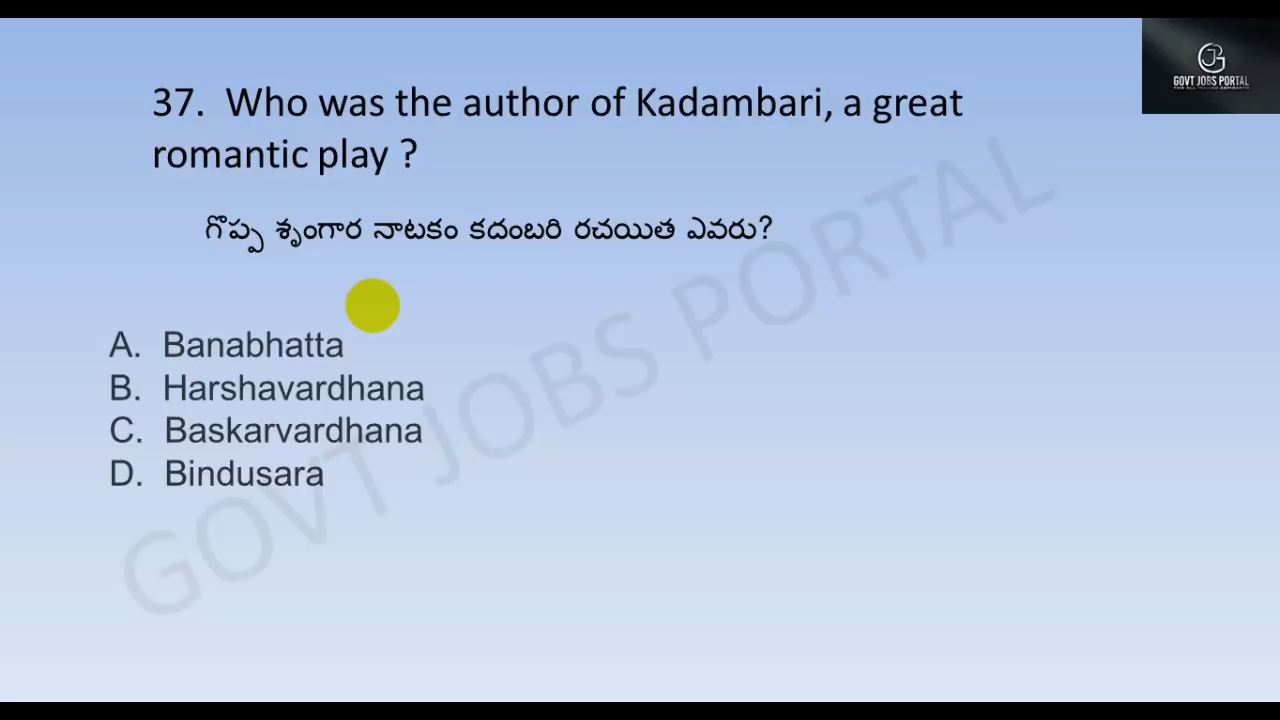 GOVT JOBS PORTAL
37. Who was the author of Kadambari, a great
romantic play ?
గొప్ప శృంగార నాటకం కదంబరి రచయిత ఎవరు?
A. Banabhatta
B. Harshavardhana
C. Baskarvardhana
D. Bindusara
GOVT JOBS PORTAL